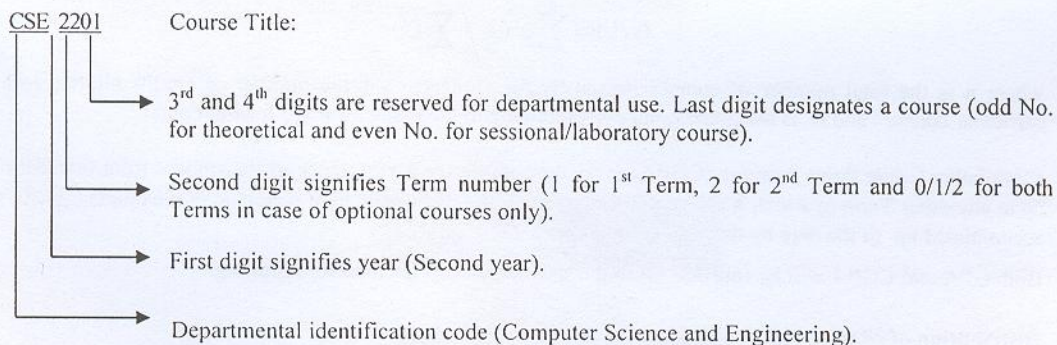 CSE 2201 Course Title:
3rd and 4th digits are reserved for departmental use. Last digit designates a course (odd No.
for theoretical and even No. for sessional/laboratory course).
Second digit signifies Term number (1 for 1st Term, 2 for 2nd Term and 0/1/2 for both
Terms in case of optional courses only).
First digit signifies year (Second year).
Departmental identification code (Computer Science and Engineering).